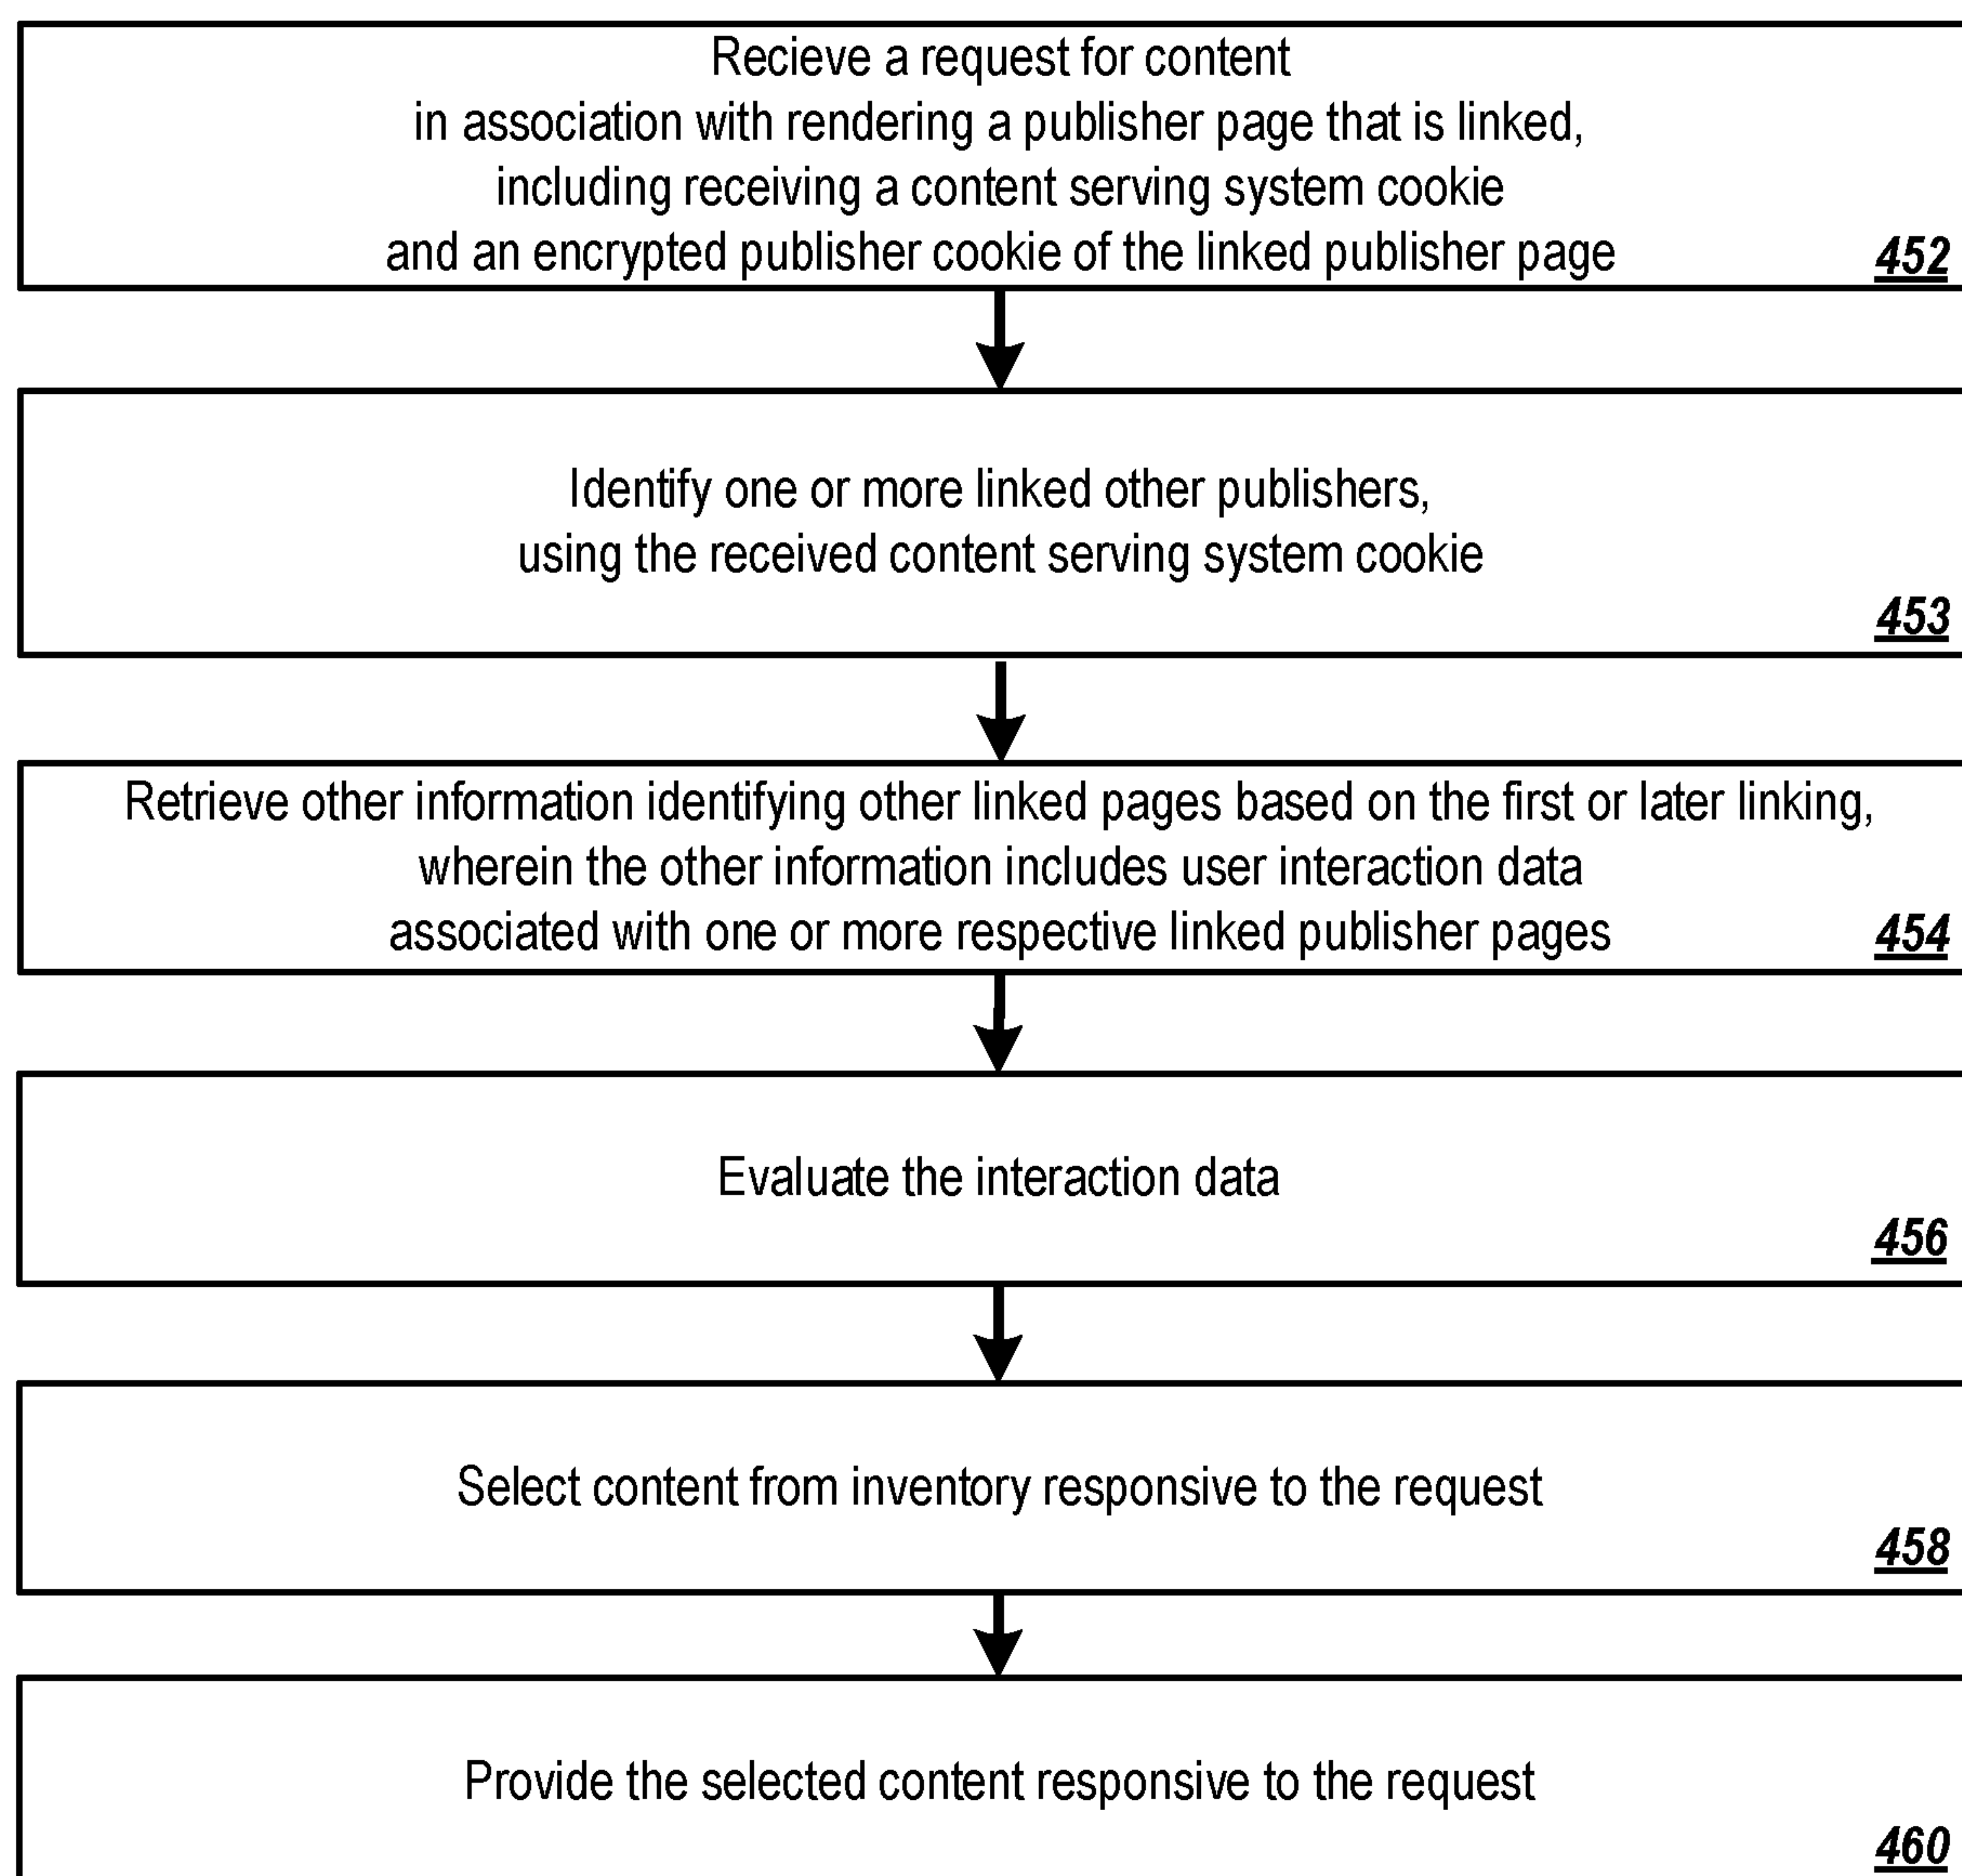 Recieve a request for content
in association with rendering a publisher page that is linked,
including receiving a content serving system cookie
and an encrypted publisher cookie of the linked publisher page
452
Identify one or more linked other publishers,
using the received content serving system cookie
453
Retrieve other information identifying other linked pages based on the first or later linking,
wherein the other information includes user interaction data
associated with one or more respective linked publisher pages
454
Evaluate the interaction data
456
Select content from inventory responsive to the request
458
Provide the selected content responsive to the request
460